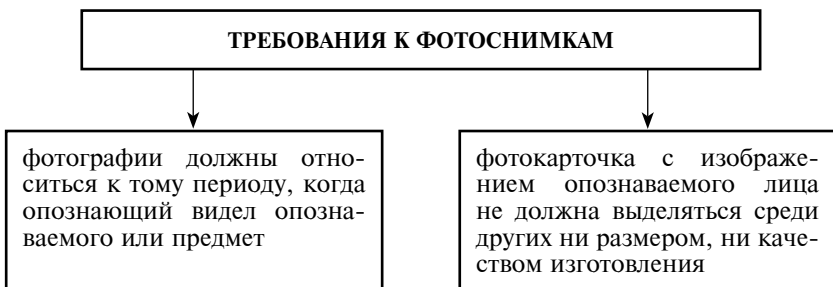 ТРЕБОВАНИЯ К ФОТОСНИМКАМ
фотографии должны отно-
ситься к тому периоду, когда
опознающий видел опозна-
ваемого или предмет
фотокарточка с изображе-
нием опознаваемого лица
не должна выделяться среди
других ни размером, ни каче-
ством изготовления